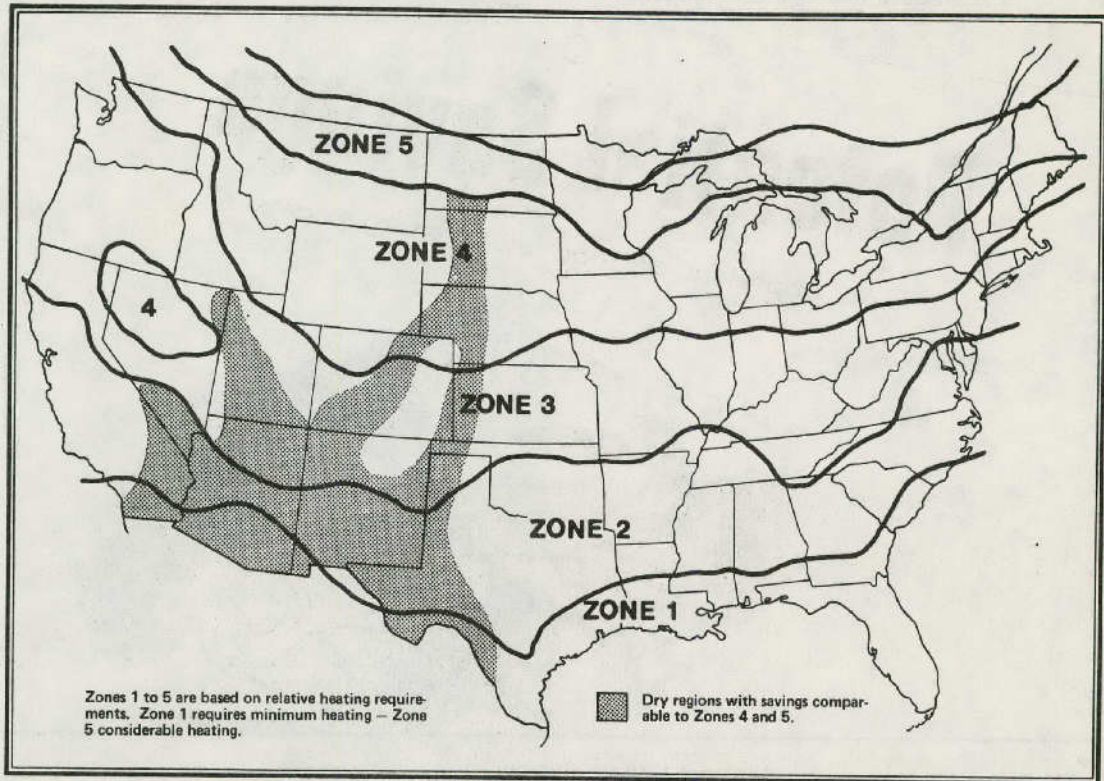 ZONE 5
ZONE 4
4
ZONE 3
ZONE 2
ZONE 1
Zones 1 to 5 are based on relative heating require-
ments. Zone 1 requires minimum heating — Zone
5 considerable heating.
Dry regions with savings compar-
able to Zones 4 and 5.